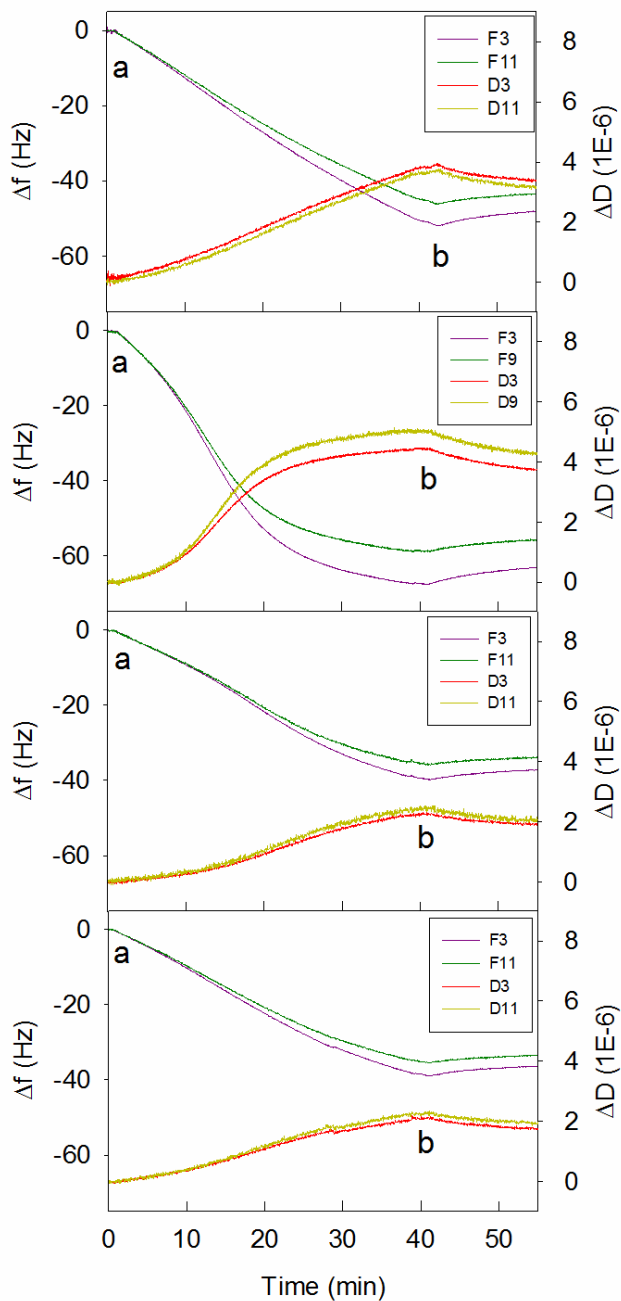 0
-20
-40
-60
Δf (Hz)
a
b
F3
F11
D3
D11
8
6
4
2
0
ΔD (1E-6)
0
-20
-40
-60
Δf (Hz)
a
b
F3
F9
D3
D9
8
6
4
2
0
ΔD (1E-6)
0
-20
-40
-60
Δf (Hz)
a
b
F3
F11
D3
D11
8
6
4
2
0
ΔD (1E-6)
0
-20
-40
-60
Δf (Hz)
a
b
F3
F11
D3
D11
8
6
4
2
0
ΔD (1E-6)
0 10 20 30 40 50
Time (min)